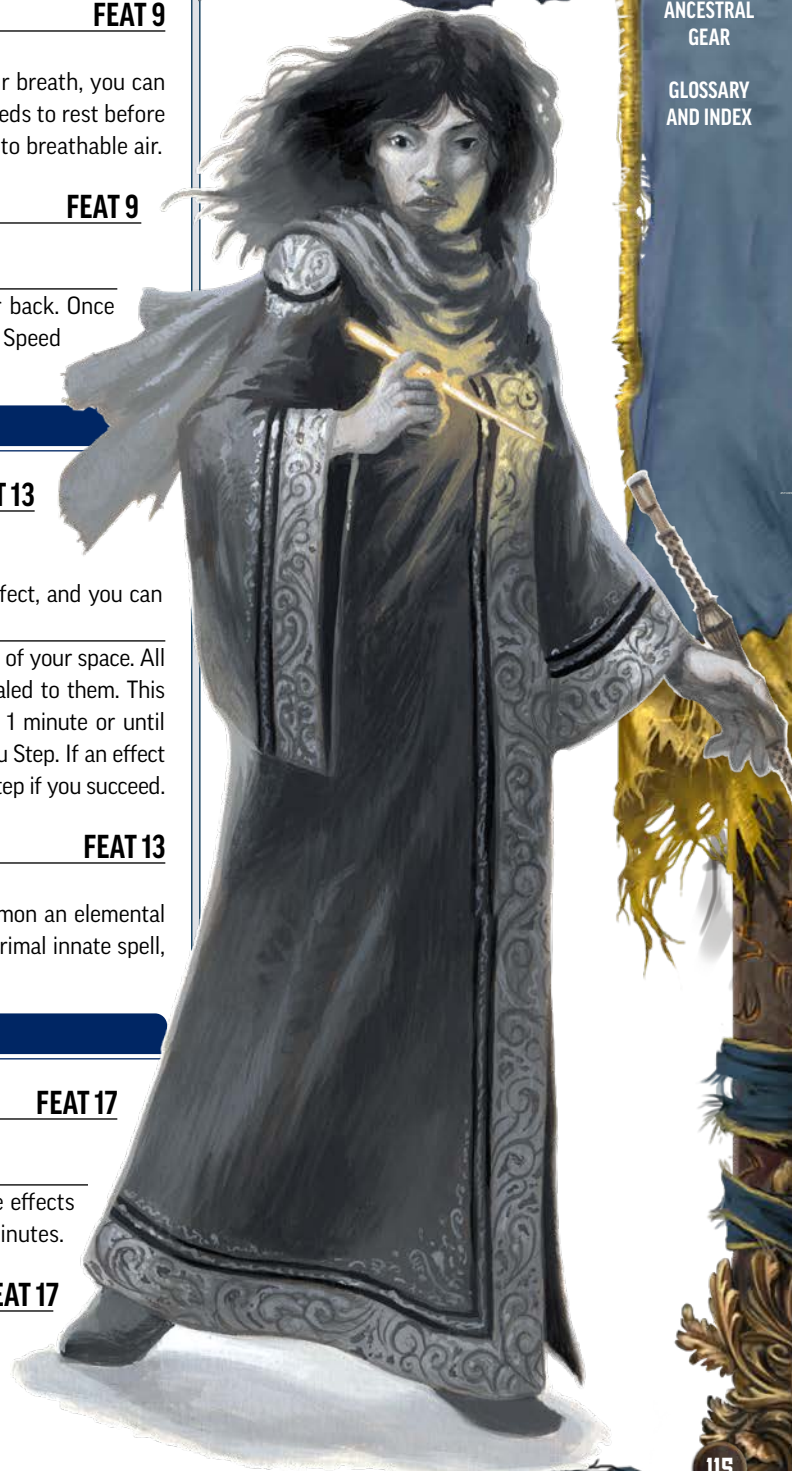 FEAT 9
r breath, you can
eds to rest before
to breathable air.
FEAT 9
back. Once
Speed
T 13
fect, and you can
of your space. All
aled to them. This
1 minute or until
u Step. If an effect
tep if you succeed.
FEAT 13
mon an elemental
rimal innate spell,
FEAT 17
effects
inutes.
EAT 17
ANCESTRAL
GEAR
GLOSSARY
AND INDEX
115